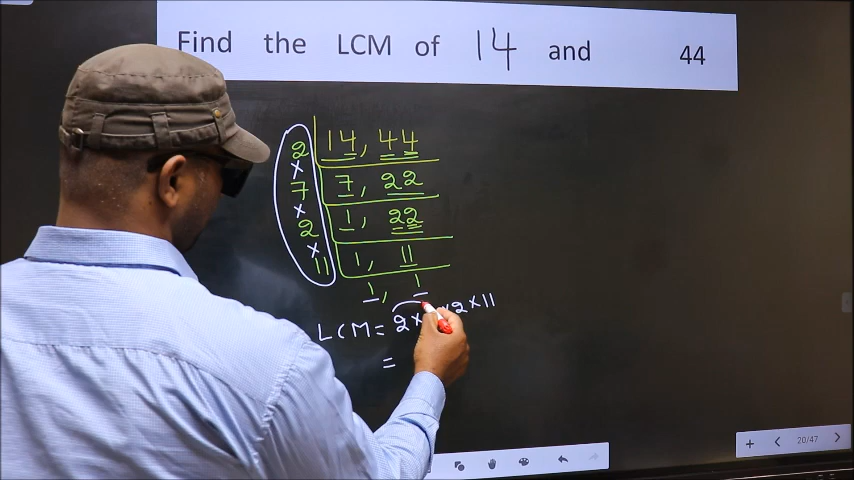 Find the LCM of 14 and 44
2 14, 44
×
7 7, 22
×
2 1, 22
×
11 1, 11
1, 1
LCM = 2 × × 2 × 11
=
20/47